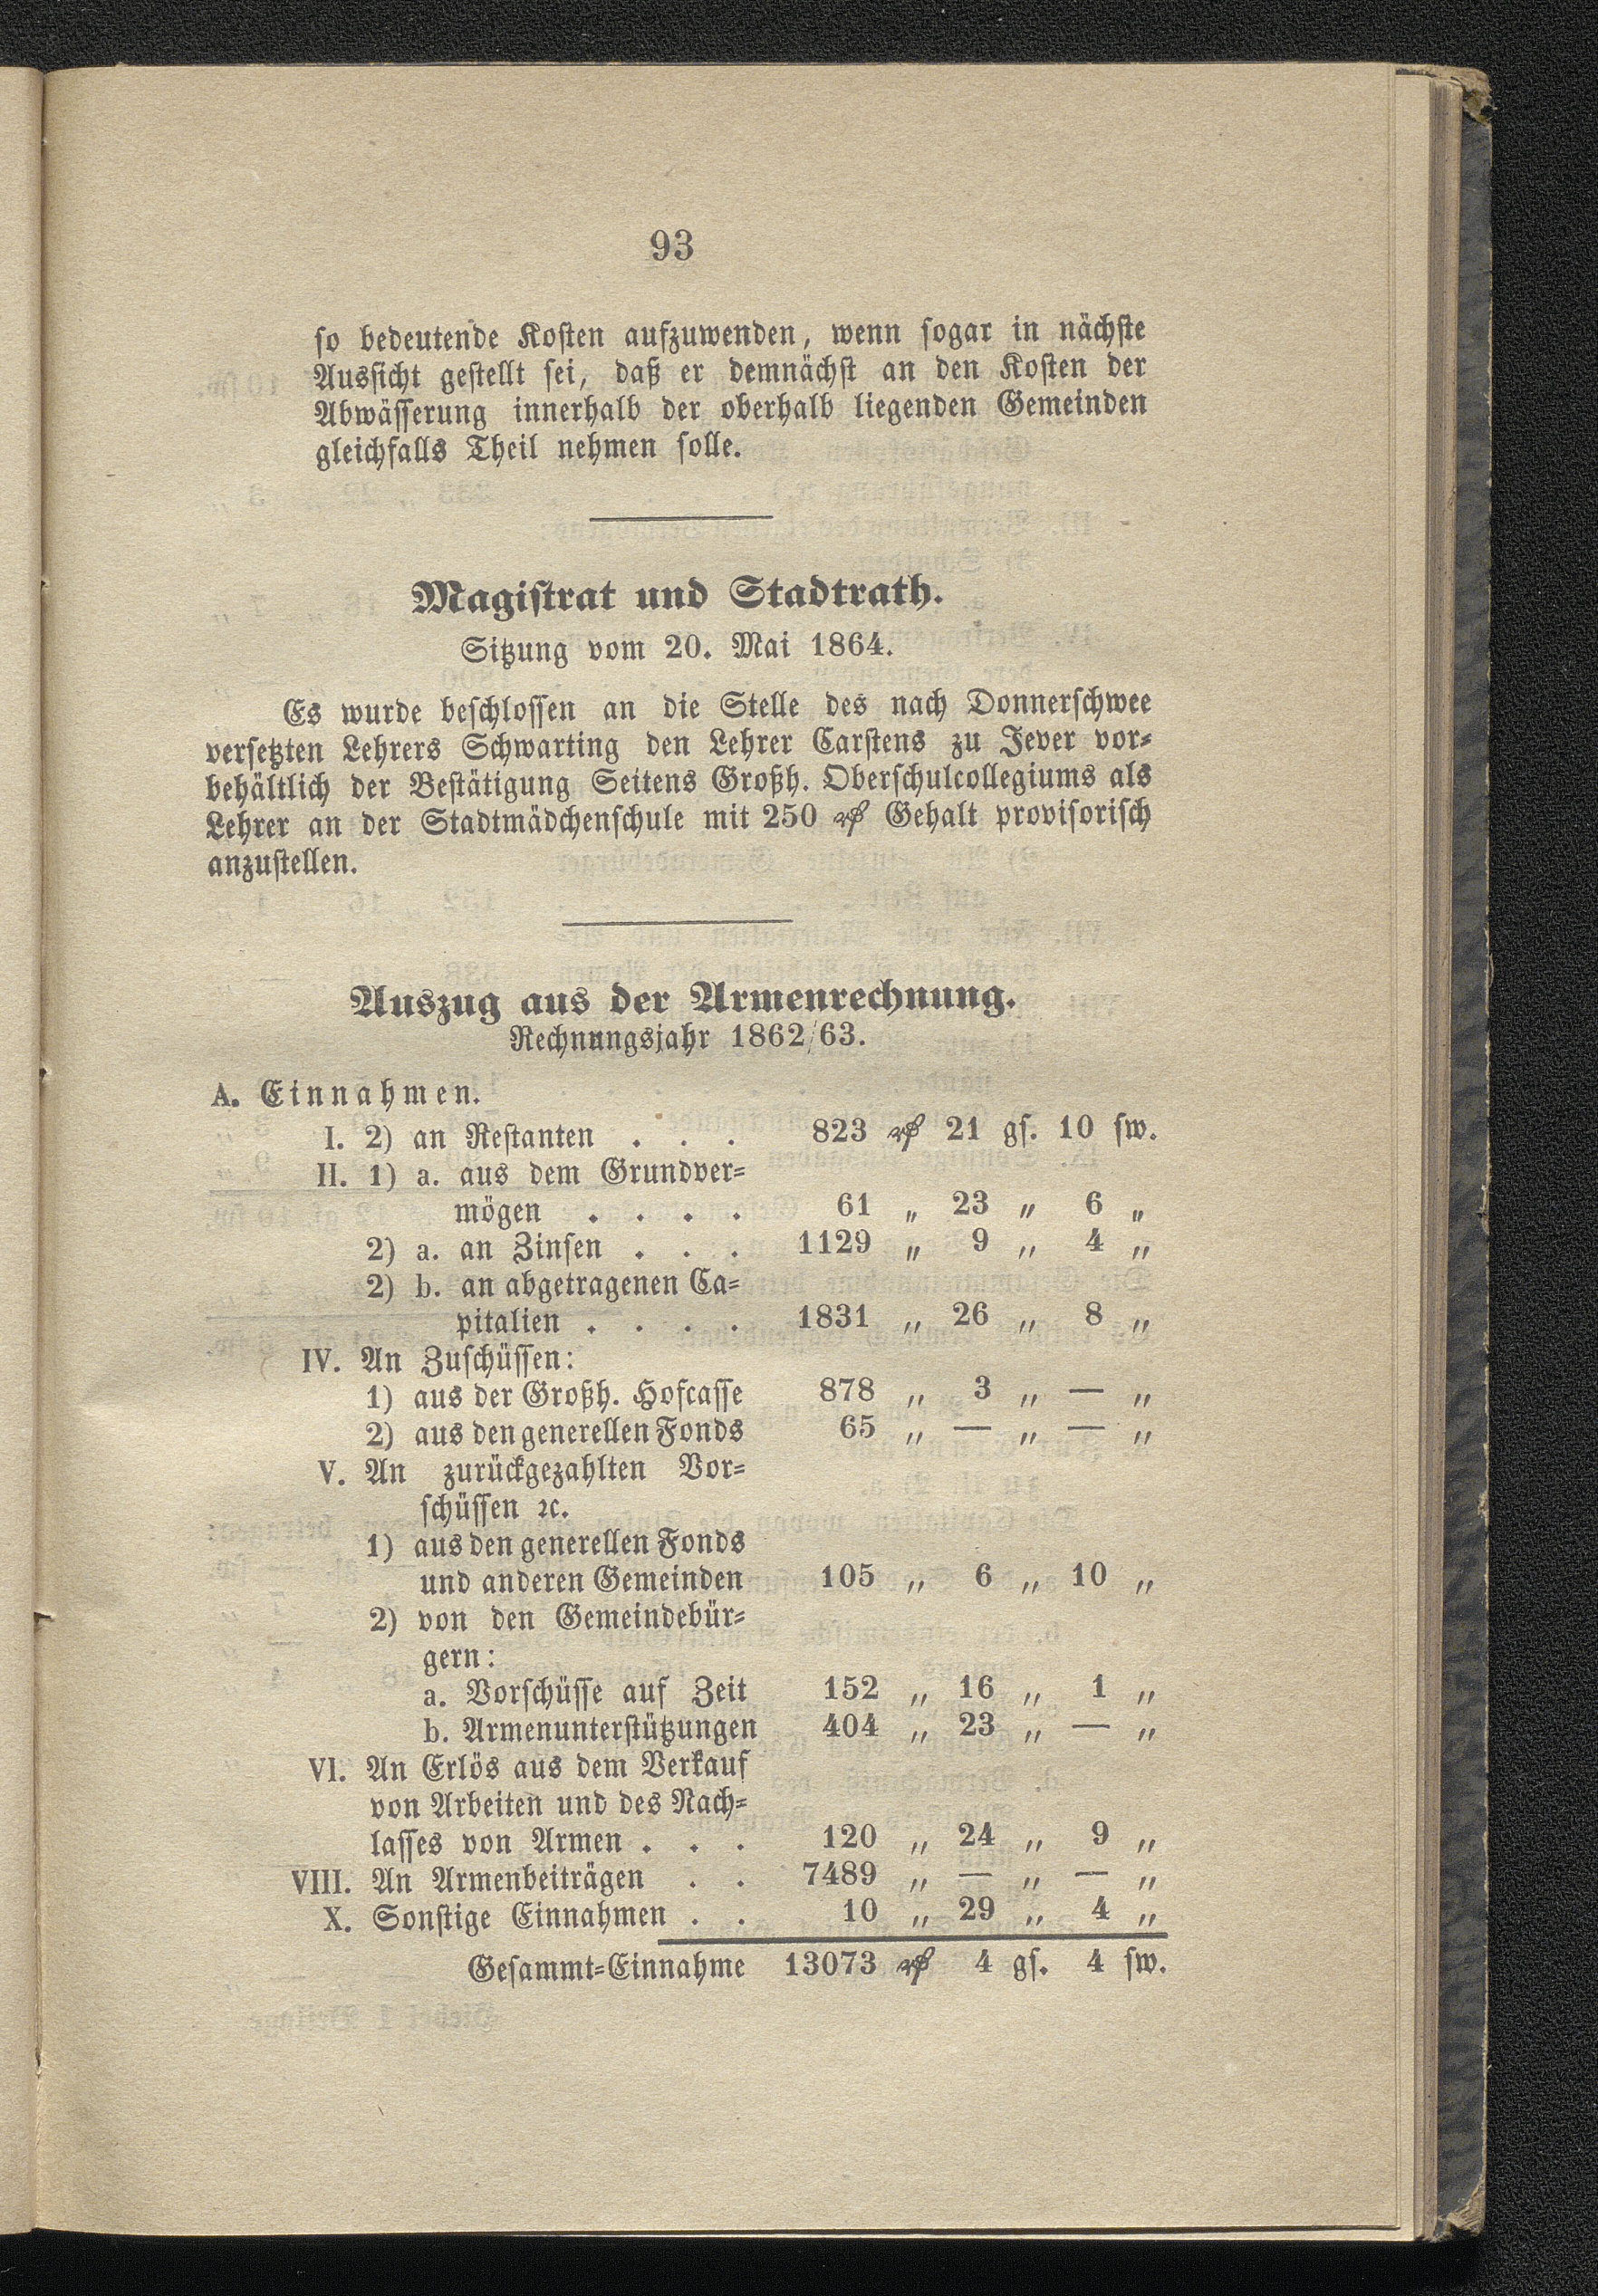 93
so bedeutende Kosten aufzuwenden, wenn sogar in nächste
Aussicht gestellt sei, daß er demnächst an den Kosten der
Abwässerung innerhalb der oberhalb liegenden Gemeinden
gleichfalls Theil nehmen solle.
Magistrat und Stadtrath.
Sitzung vom 20. Mai 1864.
Es wurde beschlossen an die Stelle des nach Donnerschwee
versetzten Lehrers Schwarting den Lehrer Carstens zu Jever vor-
behältlich der Bestätigung Seitens Großh. Oberschulcollegiums als
Lehrer an der Stadtmädchenschule mit 250 ₰ Gehalt provisorisch
anzustellen.
Auszug aus der Armenrechnung.
Rechnungsjahr 1862/63.
A. Einnahmen.
I. 2) an Restanten . . . 823 ₰ 21 gs. 10 sw.
II. 1) a. aus dem Grundver-
mögen . . . . 61 „ 23 „ 6 „
2) a. an Zinsen . . . 1129 „ 9 „ 4 „
2) b. an abgetragenen Ca-
pitalien . . . . 1831 „ 26 „ 8 „
IV. An Zuschüssen:
1) aus der Großh. Hofcasse 878 „ 3 „ — „
2) aus den generellen Fonds 65 „ — „ — „
V. An zurückgezahlten Vor-
schüssen ꝛc.
1) aus den generellen Fonds
und anderen Gemeinden 105 „ 6 „ 10 „
2) von den Gemeindebür-
gern:
a. Vorschüsse auf Zeit 152 „ 16 „ 1 „
b. Armenunterstützungen 404 „ 23 „ — „
VI. An Erlös aus dem Verkauf
von Arbeiten und des Nach-
lasses von Armen . . . 120 „ 24 „ 9 „
VIII. An Armenbeiträgen . . 7489 „ — „ — „
X. Sonstige Einnahmen . . 10 „ 29 „ 4 „
Gesammt-Einnahme 13073 ₰ 4 gs. 4 sw.